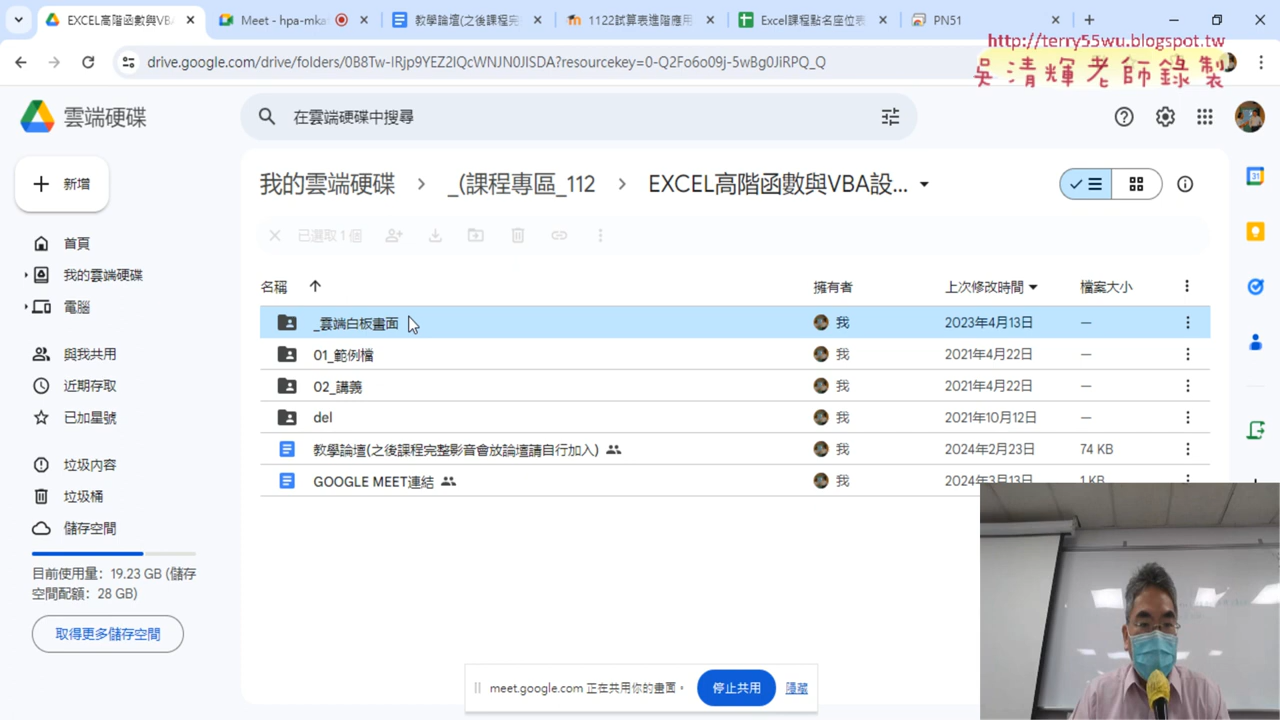 EXCEL高階函數與VBA
Meet - hpa-mka
教學論壇(之後課程完
1122試算表進階應用
Excel課程點名座位表
PN51
http://terry55wu.blogspot.tw
drive.google.com/drive/folders/0B8Tw-IRjp9YEZ2IQcWNJN0JISDA?resourcekey=0-Q2Fo6o09j-5wBg0JiRPQ_Q
吳清輝老師錄製
雲端硬碟
在雲端硬碟中搜尋
新增
我的雲端硬碟 > _(課程專區_112 > EXCEL高階函數與VBA設...
已選取 1 個
首頁
我的雲端硬碟
電腦
與我共用
近期存取
已加星號
垃圾內容
垃圾桶
儲存空間
目前使用量：19.23 GB (儲存
空間配額：28 GB)
取得更多儲存空間
名稱 擁有者 上次修改時間 檔案大小
_雲端白板畫面 我 2023年4月13日 —
01_範例檔 我 2021年4月22日 —
02_講義 我 2021年4月22日 —
del 我 2021年10月12日 —
教學論壇(之後課程完整影音會放論壇請自行加入) 我 2024年2月23日 74 KB
GOOGLE MEET連結 我 2024年3月13日 1 KB
31
meet.google.com 正在共用你的畫面。
停止共用
隱藏